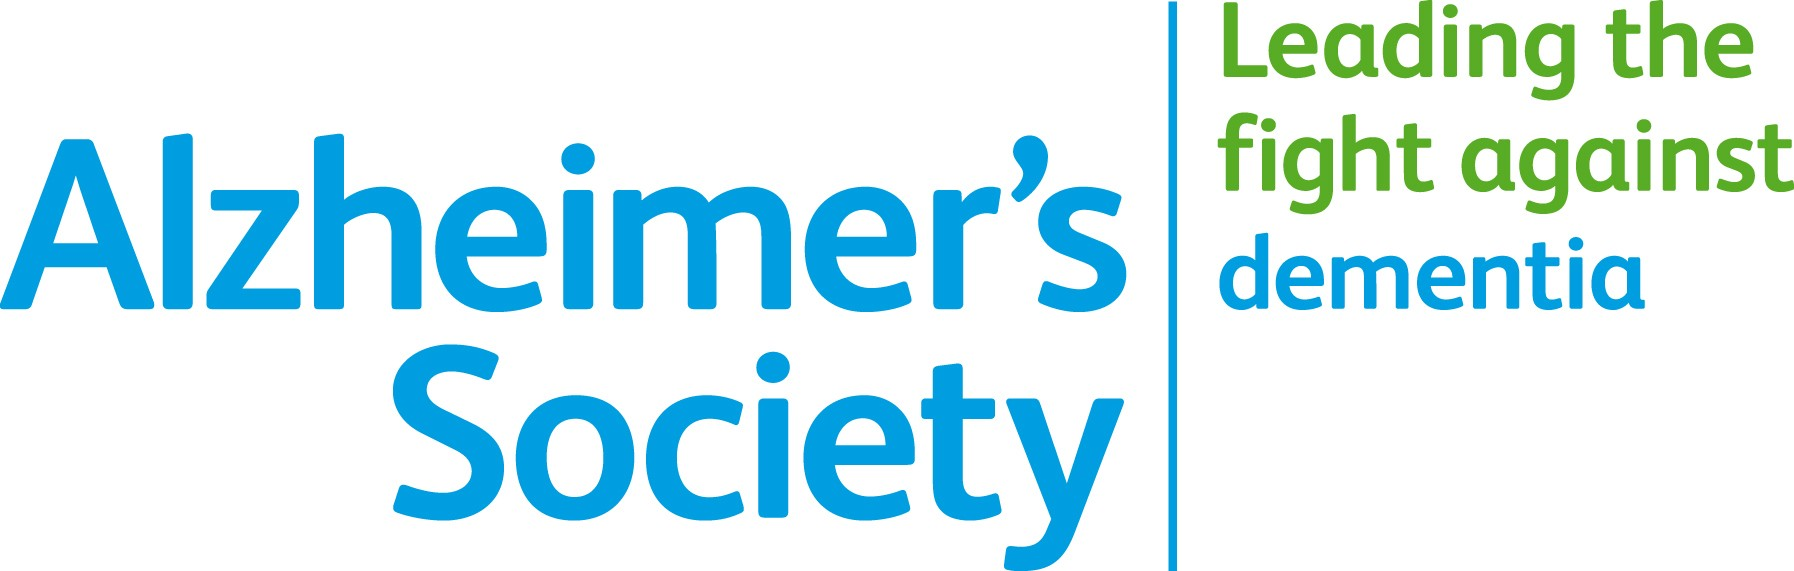 Alzheimer’s
Society
Leading the
fight against
dementia